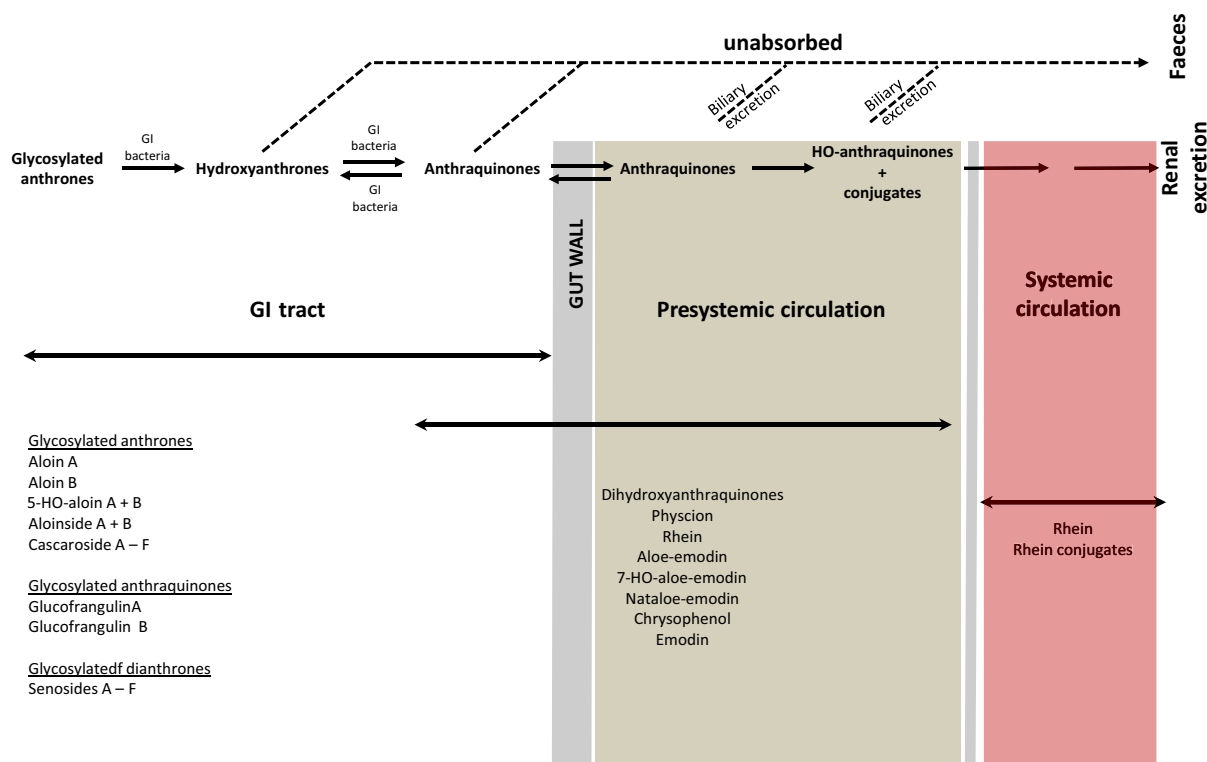 unabsorbed
Faeces
Biliary
excretion
Biliary
excretion
Glycosylated
anthrones
GI
bacteria
Hydroxyanthrones
GI
bacteria
GI
bacteria
Anthraquinones
Anthraquinones
HO-anthraquinones
+
conjugates
Renal
excretion
GUT WALL
GI tract
Presystemic circulation
Systemic
circulation
Glycosylated anthrones
Aloin A
Aloin B
5-HO-aloin A + B
Aloinside A + B
Cascaroside A – F
Glycosylated anthraquinones
GlucofrangulinA
Glucofrangulin B
Glycosylatedf dianthrones
Senosides A – F
Dihydroxyanthraquinones
Physcion
Rhein
Aloe-emodin
7-HO-aloe-emodin
Nataloe-emodin
Chrysophenol
Emodin
Rhein
Rhein conjugates